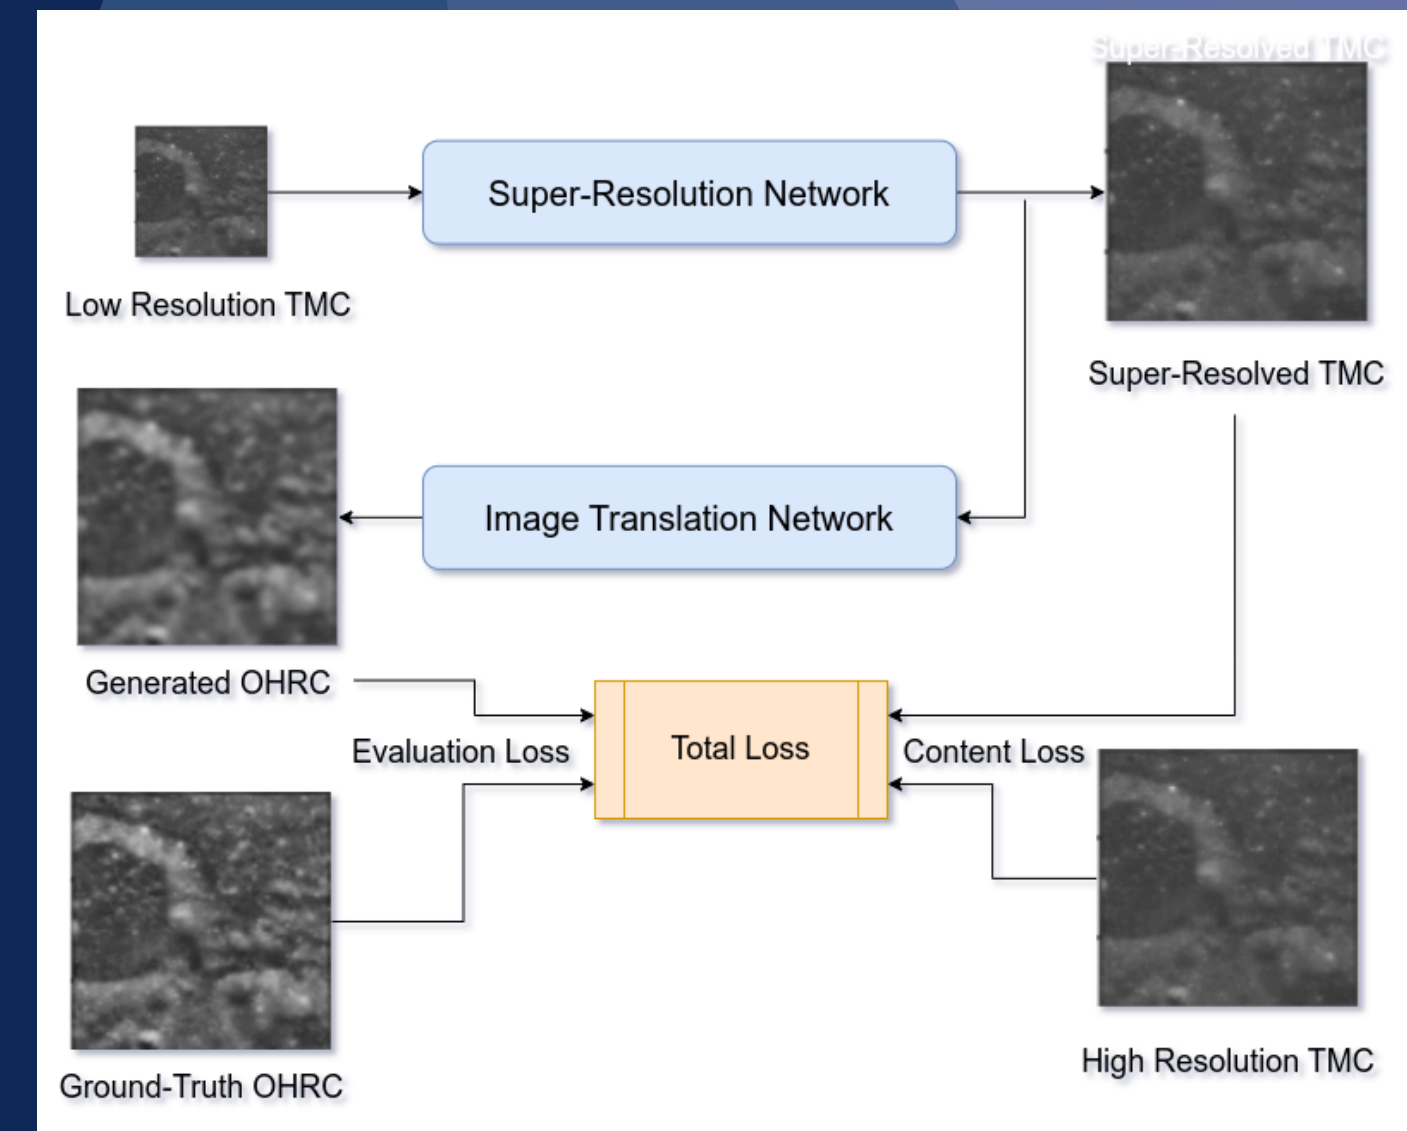 Super-Resolved TMC
Super-Resolution Network
Low Resolution TMC
Super-Resolved TMC
Image Translation Network
Generated OHRC
Evaluation Loss
Total Loss
Content Loss
Ground-Truth OHRC
High Resolution TMC